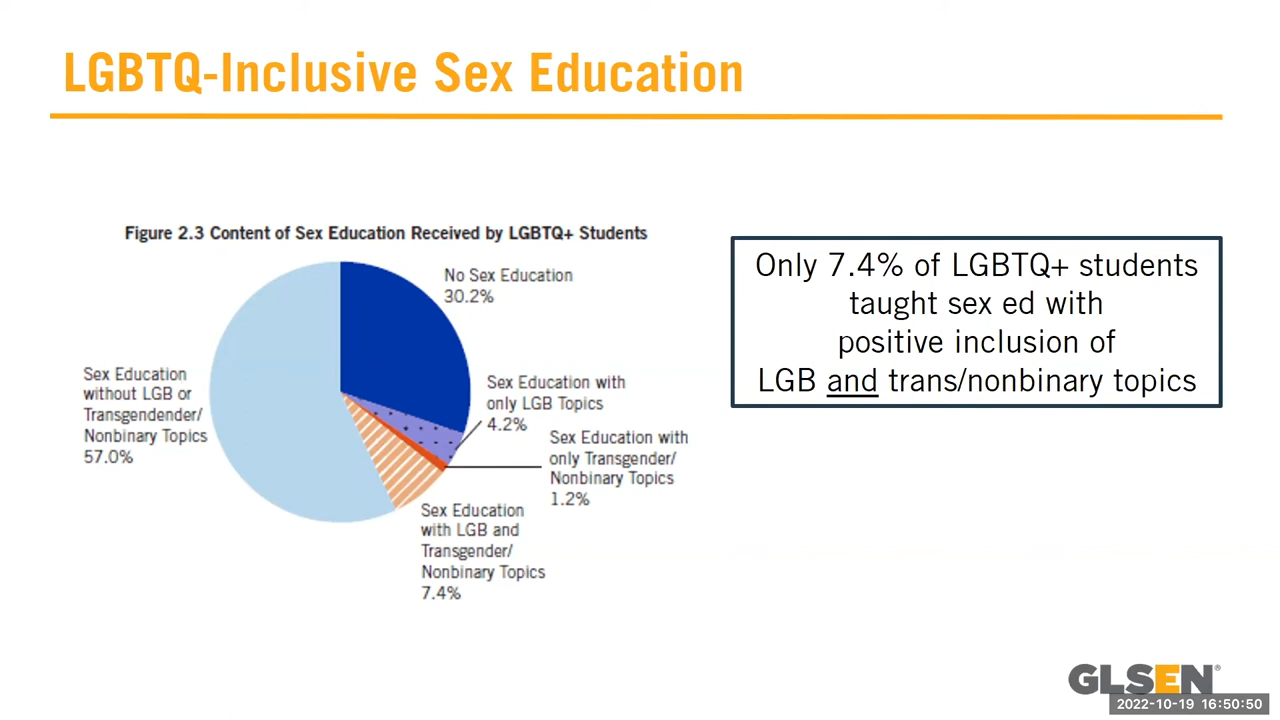 LGBTQ-Inclusive Sex Education
Figure 2.3 Content of Sex Education Received by LGBTQ+ Students
No Sex Education
30.2%
Sex Education with
only LGB Topics
4.2%
Sex Education with
only Transgender/
Nonbinary Topics
1.2%
Sex Education
with LGB and
Transgender/
Nonbinary Topics
7.4%
Sex Education
without LGB or
Transgendender/
Nonbinary Topics
57.0%
Only 7.4% of LGBTQ+ students
taught sex ed with
positive inclusion of
LGB and trans/nonbinary topics
GLSEN®
2022-10-19 16:50:50